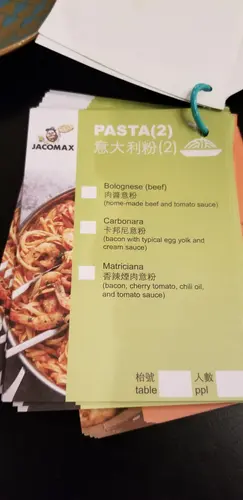 JACOMAX
PASTA(2)
意大利粉(2)
Bolognese (beef)
肉醬意粉
(home-made beef and tomato sauce)
Carbonara
卡邦尼意粉
(bacon with typical egg yolk and
cream sauce)
Matriciana
香辣煙肉意粉
(bacon, cherry tomato, chili oil,
and tomato sauce)
枱號 人數
table ppl